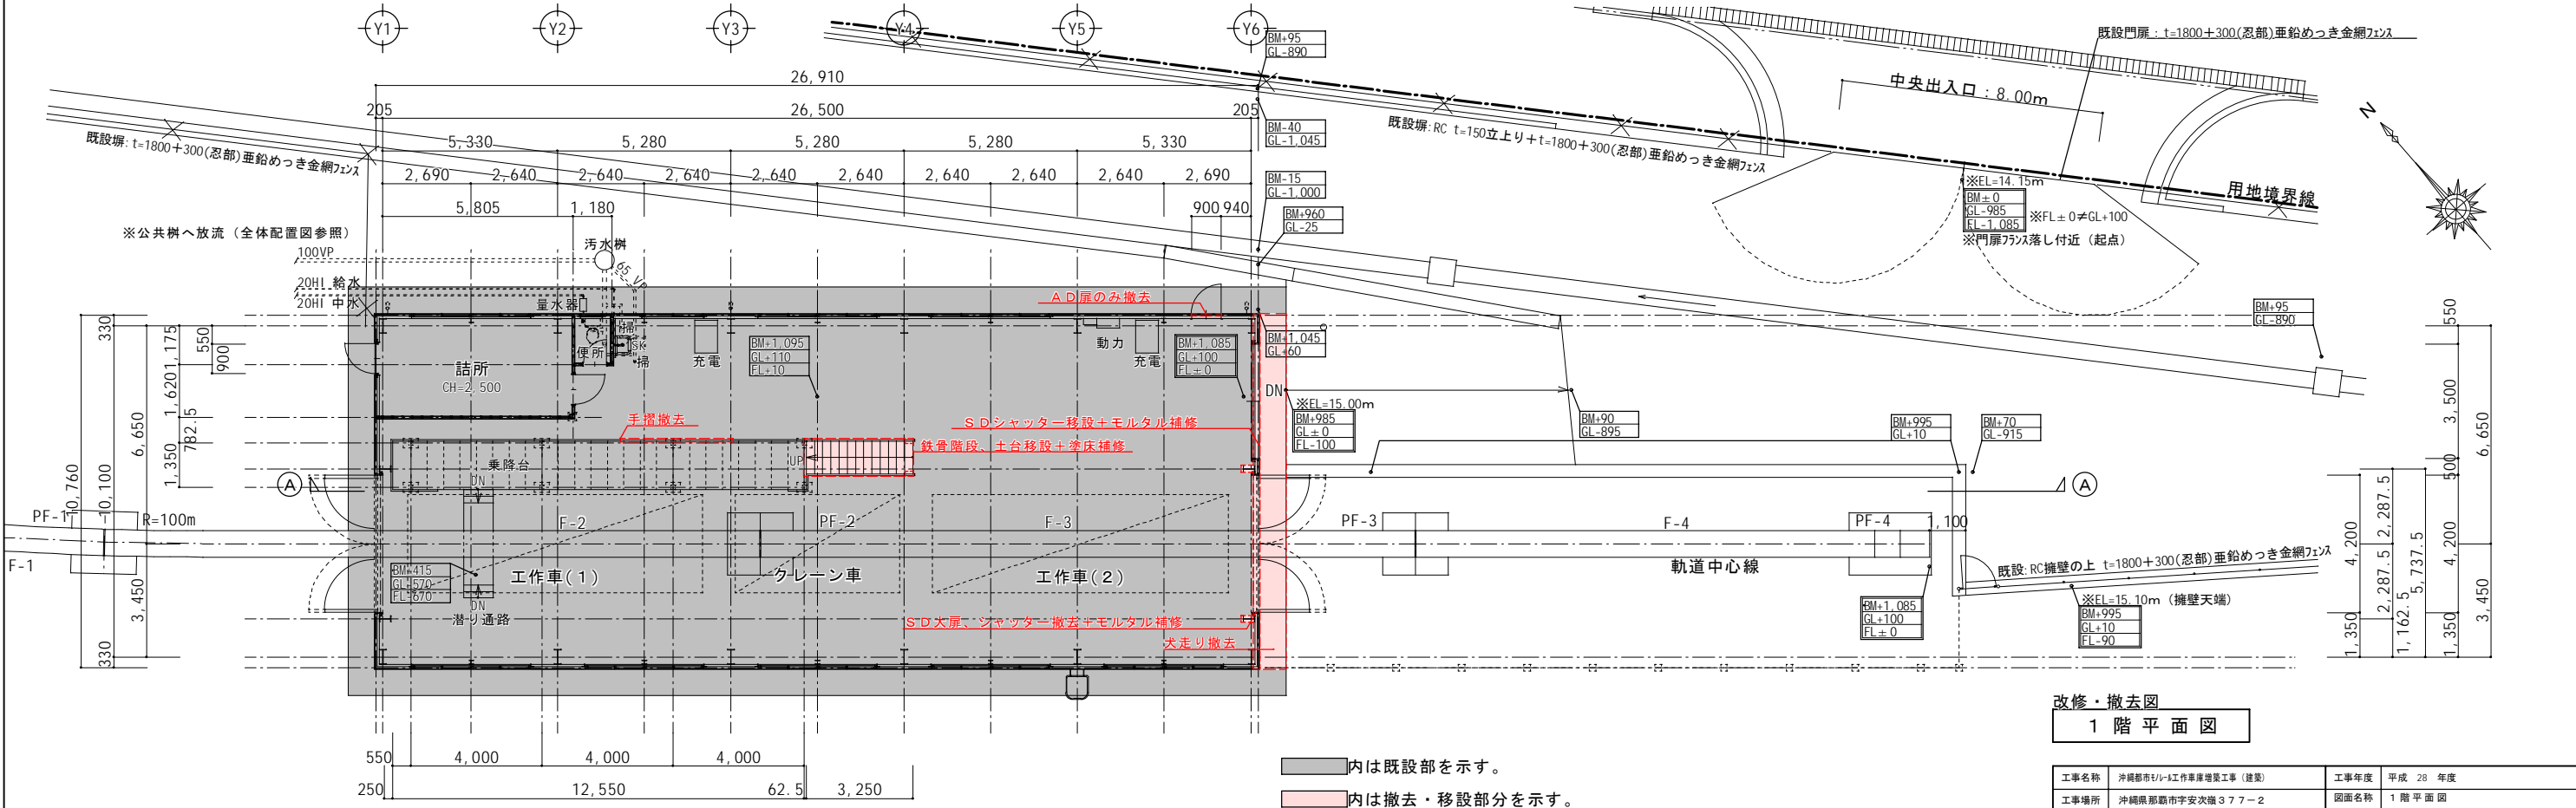 Y1 Y2 Y3 Y4 Y5 Y6
BM+95
GL-890
既設門扉：t=1800＋300(忍部)亜鉛めっき金網フェンス
中央出入口：8.00m
N
26,910
205 26,500 205
BM-40
GL-1,045
既設塀:RC t=150立上り＋t=1800＋300(忍部)亜鉛めっき金網フェンス
既設塀：t=1800＋300(忍部)亜鉛めっき金網フェンス
5,330 5,280 5,280 5,280 5,330
2,690 2,640 2,640 2,640 2,640 2,640 2,640 2,640 2,640 2,690
BM-15
GL-1,000
5,805 1,180 900 940
BM+960
GL-25
※EL=14.15m
BM±0
GL-985
FL-1,085
※FL±0≠GL+100
※門扉フランス落し付近（起点）
用地境界線
※公共桝へ放流（全体配置図参照）
汚水桝
100VP
65 VP
20HI 給水
20HI 中水
量水器
AD扉のみ撤去
BM+95
GL-890
詰所
CH=2,500
便所
掃
SK
掃
充電
BM+1,095
GL+110
FL+10
動力
充電
BM+1,085
GL+100
FL±0
BM+1,045
GL+60
DN
※EL=15.00m
BM+985
GL±0
FL-100
BM+90
GL-895
BM+995
GL+10
BM+70
GL-915
手摺撤去
SDシャッター移設＋モルタル補修
鉄骨階段、土台移設＋塗床補修
UP
乗降台
DN
A
A
330
10,760
10,100
6,650
3,450
330
1,175
1,620
1,350
782.5
550
900
PF-1
R=100m
F-1
F-2
PF-2
F-3
PF-3
F-4
PF-4
1,100
BM+415
GL-570
FL-670
工作車(1)
クレーン車
工作車(2)
軌道中心線
DN
潜り通路
既設:RC擁壁の上 t=1800＋300(忍部)亜鉛めっき金網フェンス
※EL=15.10m（擁壁天端）
BM+995
GL+10
FL-90
BM+1,085
GL+100
FL±0
SD大扉、シャッター撤去＋モルタル補修
犬走り撤去
550
3,500
500
6,650
4,200
2,287.5
2,287.5
5,737.5
4,200
3,450
1,350
1,162.5
1,350
改修・撤去図
1階平面図
550 4,000 4,000 4,000
250 12,550 62.5 3,250
内は既設部を示す。
内は撤去・移設部分を示す。
工事名称 沖縄都市モノレール工作車庫増築工事（建築） 工事年度 平成 28 年度
工事場所 沖縄県那覇市字安次嶺377－2 図面名称 1階平面図